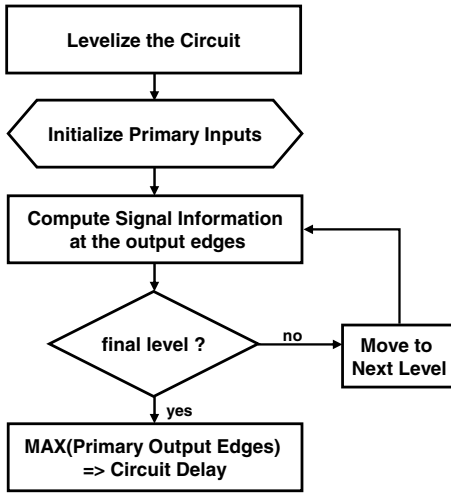 Levelize the Circuit
Initialize Primary Inputs
Compute Signal Information
at the output edges
final level ?
no
Move to
Next Level
yes
MAX(Primary Output Edges)
=> Circuit Delay